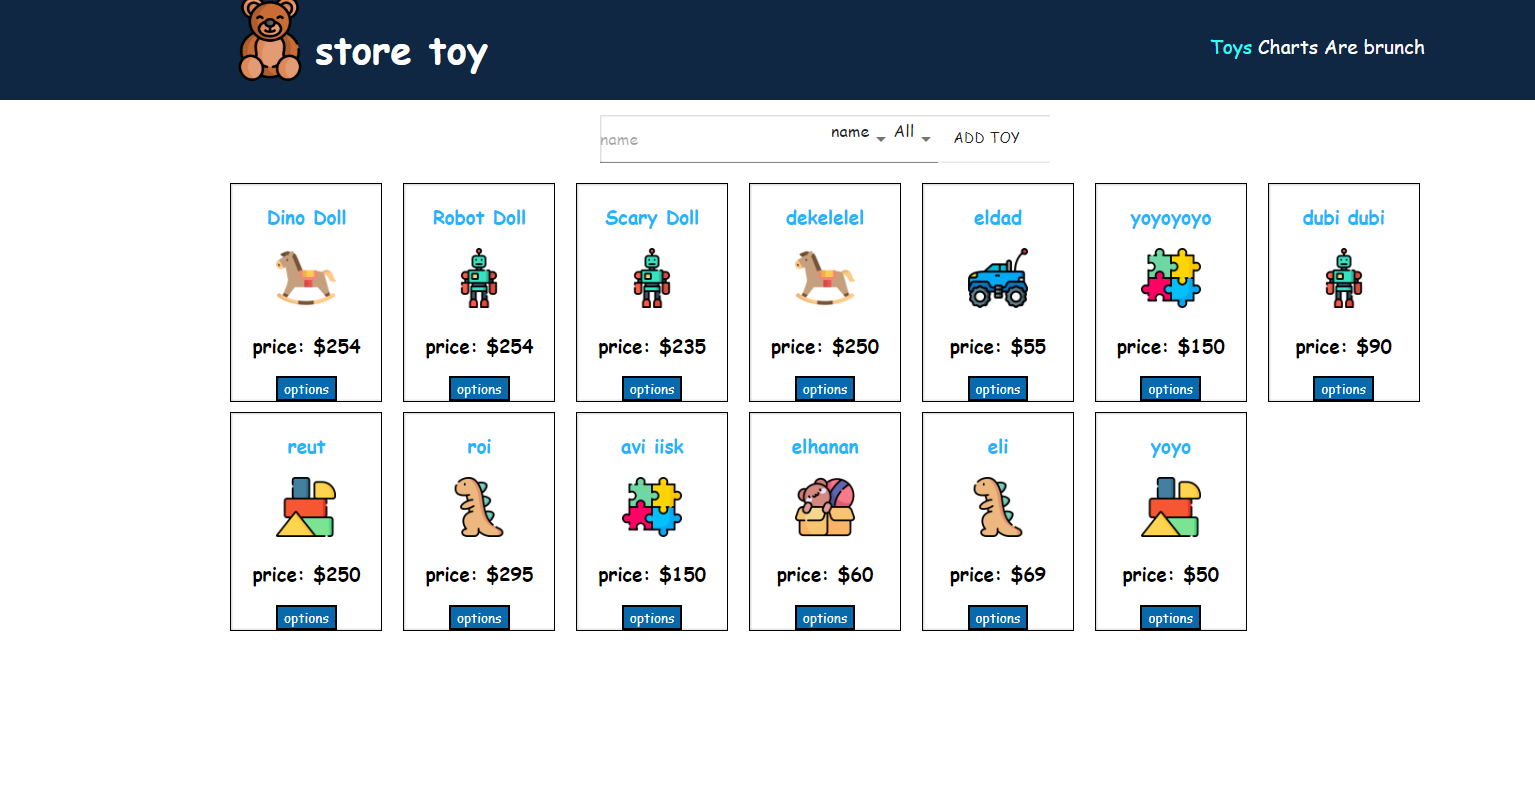 store toy
Toys Charts Are brunch
name name All ADD TOY
Dino Doll Robot Doll Scary Doll dekelelel eldad yoyoyoyo dubi dubi
price: $254 price: $254 price: $235 price: $250 price: $55 price: $150 price: $90
options options options options options options options
reut roi avi iisk elhanan eli yoyo
price: $250 price: $295 price: $150 price: $60 price: $69 price: $50
options options options options options options